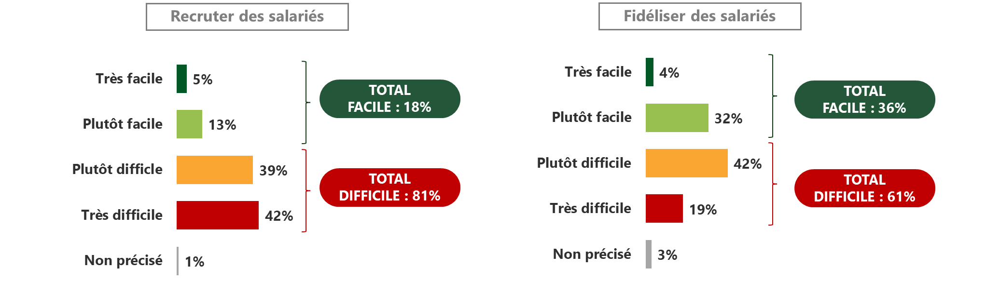 Recruter des salariés
Très facile
5%
Plutôt facile
13%
Plutôt difficle
39%
Très difficile
42%
Non précisé
1%
TOTAL
FACILE : 18%
TOTAL
DIFFICILE : 81%
Fidéliser des salariés
Très facile
4%
Plutôt facile
32%
Plutôt difficile
42%
Très difficile
19%
Non précisé
3%
TOTAL
FACILE : 36%
TOTAL
DIFFICILE : 61%